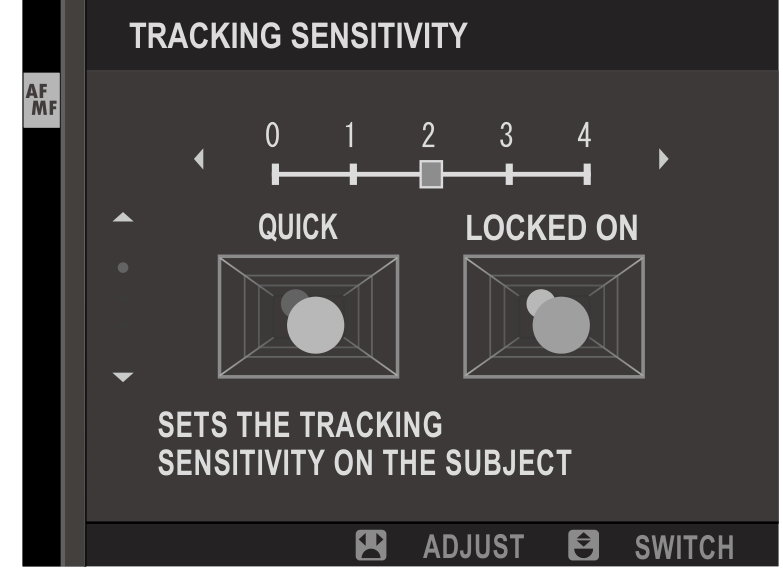 TRACKING SENSITIVITY
AF
MF
0 1 2 3 4
QUICK LOCKED ON
SETS THE TRACKING
SENSITIVITY ON THE SUBJECT
ADJUST SWITCH